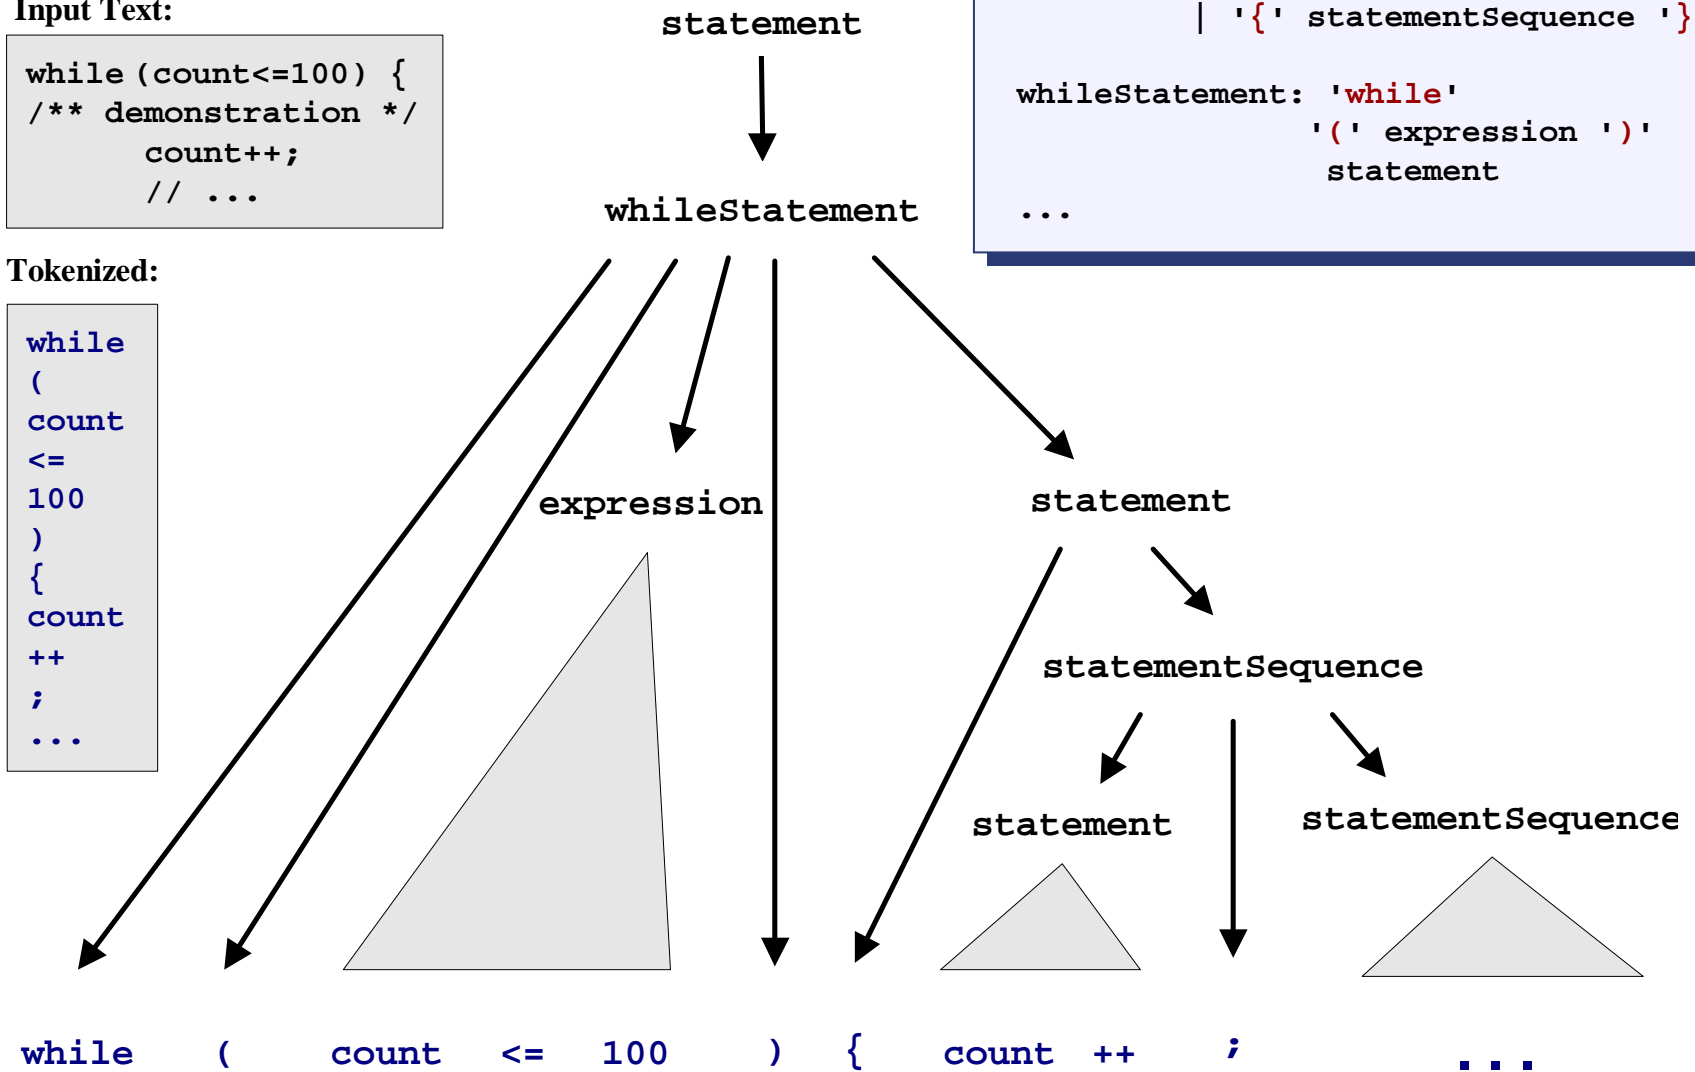 Input Text:
while (count<=100) {
/** demonstration */
count++;
// ...
Tokenized:
while
(
count
<=
100
)
{
count
++
;
...
statement
whileStatement
expression
statement
statementSequence
statement
statementSequence
| '{' statementSequence '}
whileStatement: 'while'
'(' expression ')'
statement
...
while ( count <= 100 ) { count ++ ; ...